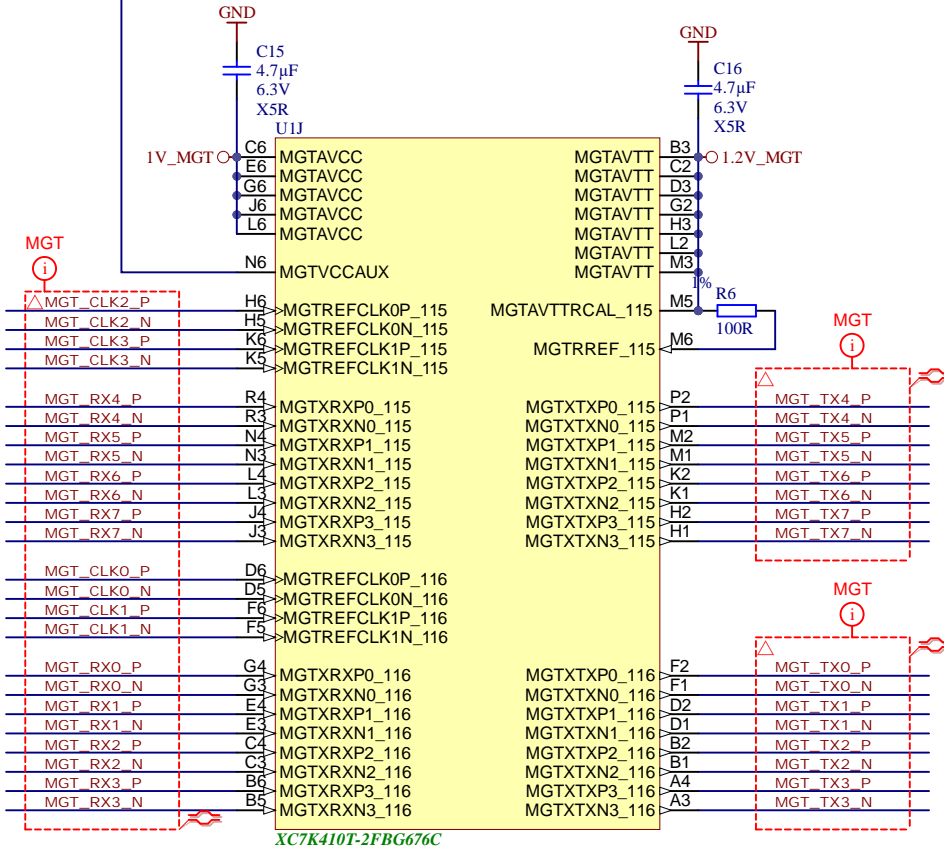 GND
C15
4.7µF
6.3V
X5R
GND
C16
4.7µF
6.3V
X5R
U1J
1V_MGT C6 MGTAVCC MGTAVTT B3 1.2V_MGT
E6 MGTAVCC MGTAVTT C2
G6 MGTAVCC MGTAVTT D3
J6 MGTAVCC MGTAVTT G2
L6 MGTAVCC MGTAVTT H3
MGTAVTT L2
N6 MGTVCCAUX MGTAVTT M3
MGT
i
1%
R6
100R
MGT_CLK2_P H6 MGTREFCLK0P_115 MGTAVTTRCAL_115 M5
MGT_CLK2_N H5 MGTREFCLK0N_115
MGT_CLK3_P K6 MGTREFCLK1P_115 MGTRREF_115 M6
MGT_CLK3_N K5 MGTREFCLK1N_115
MGT
i
MGT_RX4_P R4 MGTXRXP0_115 MGTXTXP0_115 P2 MGT_TX4_P
MGT_RX4_N R3 MGTXRXN0_115 MGTXTXN0_115 P1 MGT_TX4_N
MGT_RX5_P N4 MGTXRXP1_115 MGTXTXP1_115 M2 MGT_TX5_P
MGT_RX5_N N3 MGTXRXN1_115 MGTXTXN1_115 M1 MGT_TX5_N
MGT_RX6_P L4 MGTXRXP2_115 MGTXTXP2_115 K2 MGT_TX6_P
MGT_RX6_N L3 MGTXRXN2_115 MGTXTXN2_115 K1 MGT_TX6_N
MGT_RX7_P J4 MGTXRXP3_115 MGTXTXP3_115 H2 MGT_TX7_P
MGT_RX7_N J3 MGTXRXN3_115 MGTXTXN3_115 H1 MGT_TX7_N
MGT_CLK0_P D6 MGTREFCLK0P_116
MGT_CLK0_N D5 MGTREFCLK0N_116
MGT_CLK1_P F6 MGTREFCLK1P_116
MGT_CLK1_N F5 MGTREFCLK1N_116
MGT
i
MGT_RX0_P G4 MGTXRXP0_116 MGTXTXP0_116 F2 MGT_TX0_P
MGT_RX0_N G3 MGTXRXN0_116 MGTXTXN0_116 F1 MGT_TX0_N
MGT_RX1_P E4 MGTXRXP1_116 MGTXTXP1_116 D2 MGT_TX1_P
MGT_RX1_N E3 MGTXRXN1_116 MGTXTXN1_116 D1 MGT_TX1_N
MGT_RX2_P C4 MGTXRXP2_116 MGTXTXP2_116 B2 MGT_TX2_P
MGT_RX2_N C3 MGTXRXN2_116 MGTXTXN2_116 B1 MGT_TX2_N
MGT_RX3_P B6 MGTXRXP3_116 MGTXTXP3_116 A4 MGT_TX3_P
MGT_RX3_N B5 MGTXRXN3_116 MGTXTXN3_116 A3 MGT_TX3_N
XC7K410T-2FBG676C